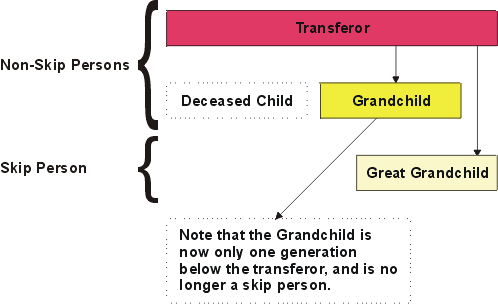 Transferor
Non-Skip Persons
Deceased Child
Grandchild
Skip Person
Great Grandchild
Note that the Grandchild is
now only one generation
below the transferor, and is no
longer a skip person.